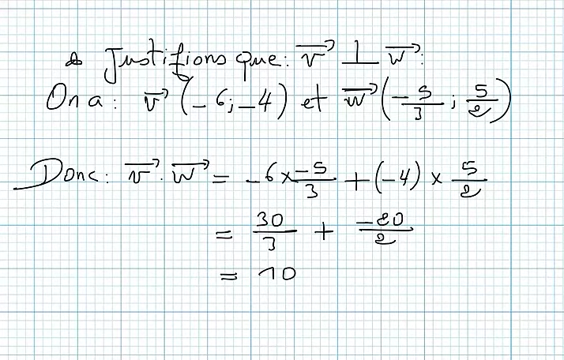 Justifions que: v⃗ ⊥ w⃗:
On a: v⃗ (-6; -4) et w⃗ (-5/3; 5/2)
Donc: v⃗ . w⃗ = -6 × -5/3 + (-4) × 5/2
= 30/3 + -20/2
= 10